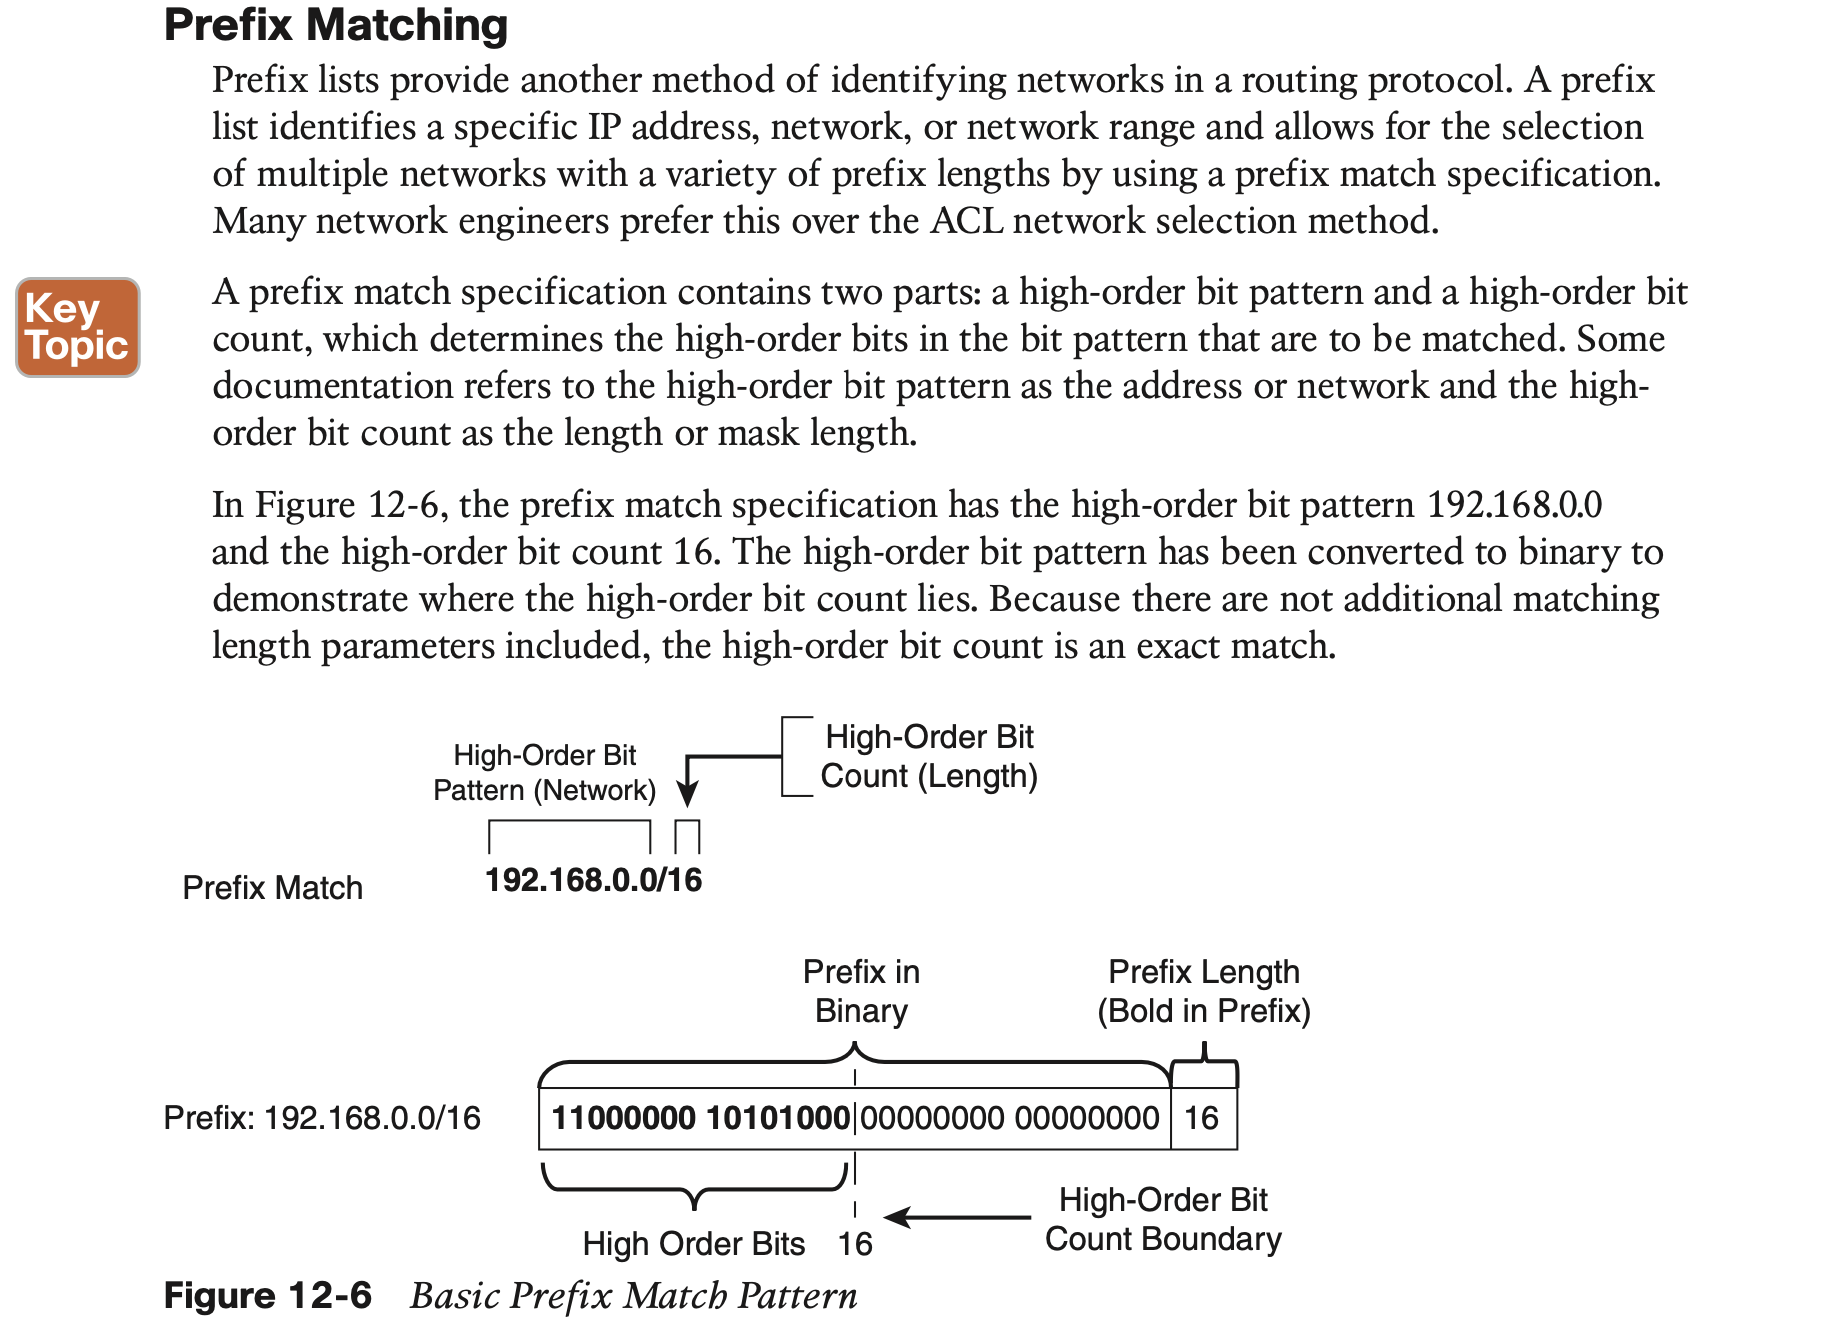 Prefix Matching
Prefix lists provide another method of identifying networks in a routing protocol. A prefix
list identifies a specific IP address, network, or network range and allows for the selection
of multiple networks with a variety of prefix lengths by using a prefix match specification.
Many network engineers prefer this over the ACL network selection method.
Key
Topic
A prefix match specification contains two parts: a high-order bit pattern and a high-order bit
count, which determines the high-order bits in the bit pattern that are to be matched. Some
documentation refers to the high-order bit pattern as the address or network and the high-
order bit count as the length or mask length.
In Figure 12-6, the prefix match specification has the high-order bit pattern 192.168.0.0
and the high-order bit count 16. The high-order bit pattern has been converted to binary to
demonstrate where the high-order bit count lies. Because there are not additional matching
length parameters included, the high-order bit count is an exact match.
High-Order Bit
Pattern (Network)
High-Order Bit
Count (Length)
Prefix Match
192.168.0.0/16
Prefix in
Binary
Prefix Length
(Bold in Prefix)
Prefix: 192.168.0.0/16
11000000 10101000 00000000 00000000 16
High Order Bits
16
High-Order Bit
Count Boundary
Figure 12-6 Basic Prefix Match Pattern